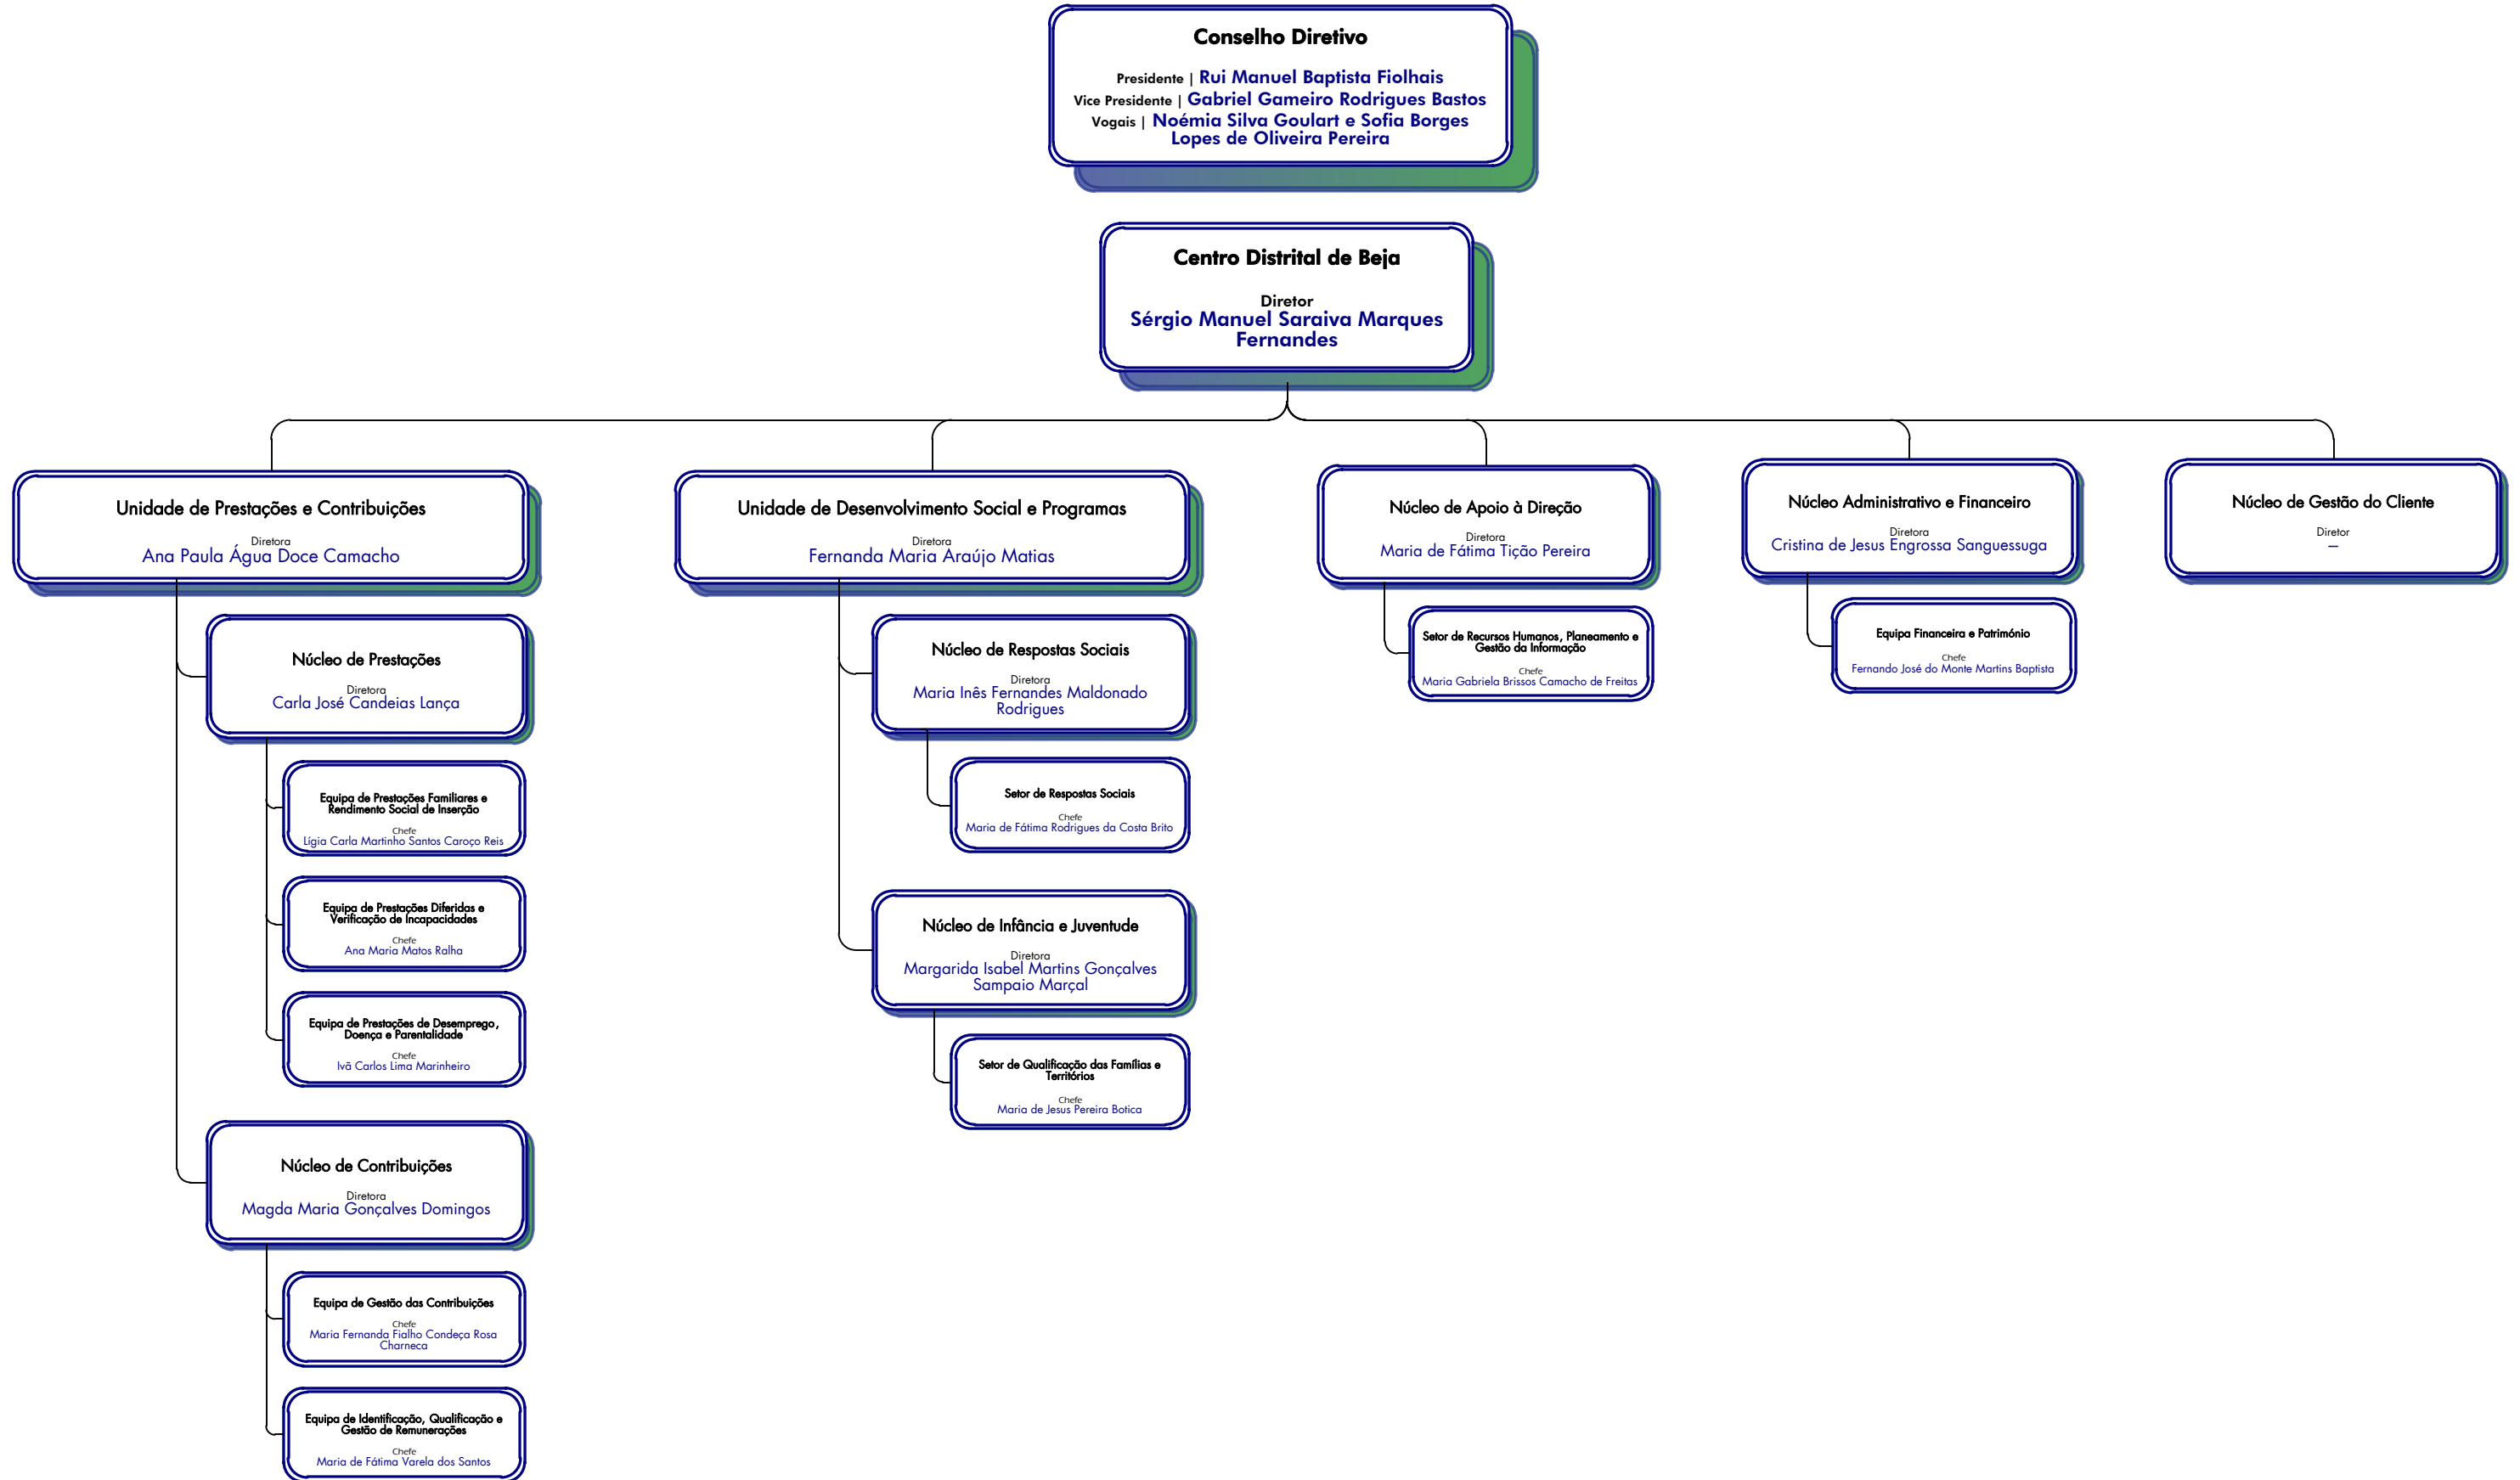 Conselho Diretivo
Presidente | Rui Manuel Baptista Fiolhais
Vice Presidente | Gabriel Gameiro Rodrigues Bastos
Vogais | Noémia Silva Goulart e Sofia Borges
Lopes de Oliveira Pereira
Centro Distrital de Beja
Diretor
Sérgio Manuel Saraiva Marques
Fernandes
Unidade de Prestações e Contribuições
Diretora
Ana Paula Água Doce Camacho
Núcleo de Prestações
Diretora
Carla José Candeias Lança
Equipa de Prestações Familiares e
Rendimento Social de Inserção
Chefe
Lígia Carla Martinho Santos Caroço Reis
Equipa de Prestações Diferidas e
Verificação de Incapacidades
Chefe
Ana Maria Matos Ralha
Equipa de Prestações de Desemprego,
Doença e Parentalidade
Chefe
Ivã Carlos Lima Marinheiro
Núcleo de Contribuições
Diretora
Magda Maria Gonçalves Domingos
Equipa de Gestão das Contribuições
Chefe
Maria Fernanda Fialho Condeça Rosa
Charneca
Equipa de Identificação, Qualificação e
Gestão de Remunerações
Chefe
Maria de Fátima Varela dos Santos
Unidade de Desenvolvimento Social e Programas
Diretora
Fernanda Maria Araújo Matias
Núcleo de Respostas Sociais
Diretora
Maria Inês Fernandes Maldonado
Rodrigues
Setor de Respostas Sociais
Chefe
Maria de Fátima Rodrigues da Costa Brito
Núcleo de Infância e Juventude
Diretora
Margarida Isabel Martins Gonçalves
Sampaio Marçal
Setor de Qualificação das Famílias e
Territórios
Chefe
Maria de Jesus Pereira Botica
Núcleo de Apoio à Direção
Diretora
Maria de Fátima Tição Pereira
Setor de Recursos Humanos, Planeamento e
Gestão da Informação
Chefe
Maria Gabriela Brissos Camacho de Freitas
Núcleo Administrativo e Financeiro
Diretora
Cristina de Jesus Engrossa Sanguessuga
Equipa Financeira e Património
Chefe
Fernando José do Monte Martins Baptista
Núcleo de Gestão do Cliente
Diretor
—